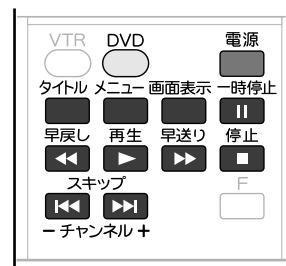 VTR DVD 電源
タイトル メニュー 画面表示 一時停止
早戻し 再生 早送り 停止
スキップ F
− チャンネル +